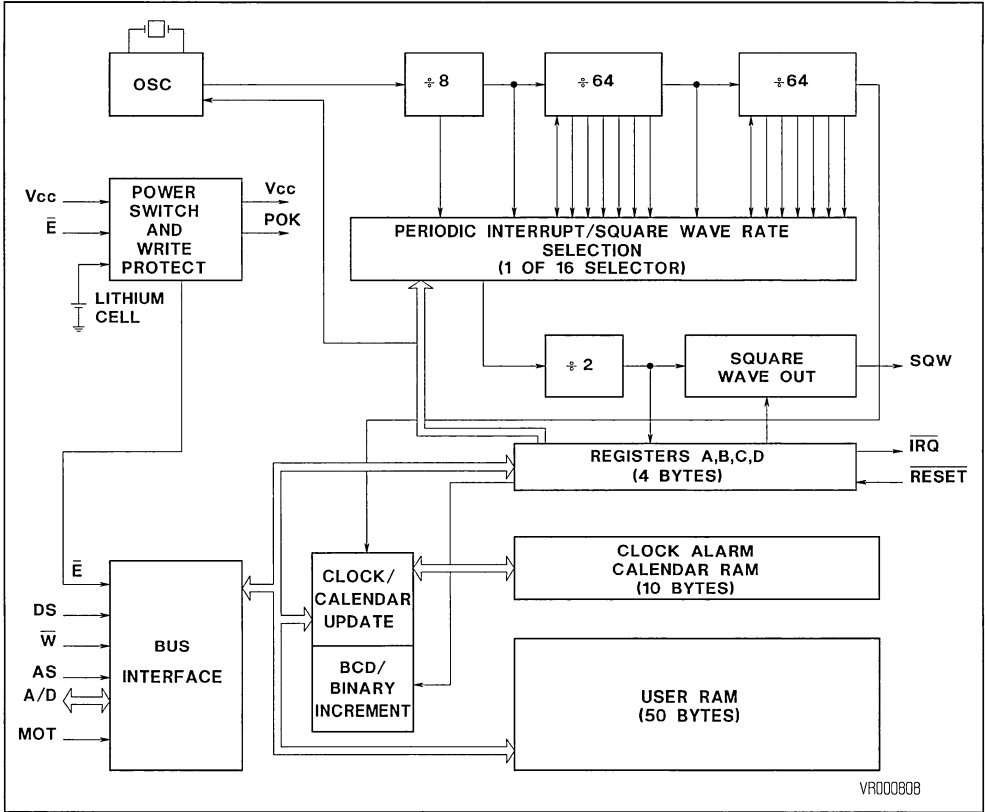 OSC
÷8
÷64
÷64
Vcc
E̅
POWER
SWITCH
AND
WRITE
PROTECT
Vcc
POK
LITHIUM
CELL
PERIODIC INTERRUPT/SQUARE WAVE RATE
SELECTION
(1 OF 16 SELECTOR)
÷2
SQUARE
WAVE OUT
SQW
REGISTERS A,B,C,D
(4 BYTES)
I̅R̅Q̅
R̅E̅S̅E̅T̅
E̅
DS
W̅
AS
A/D
MOT
BUS
INTERFACE
CLOCK/
CALENDAR
UPDATE
BCD/
BINARY
INCREMENT
CLOCK ALARM
CALENDAR RAM
(10 BYTES)
USER RAM
(50 BYTES)
VR000808